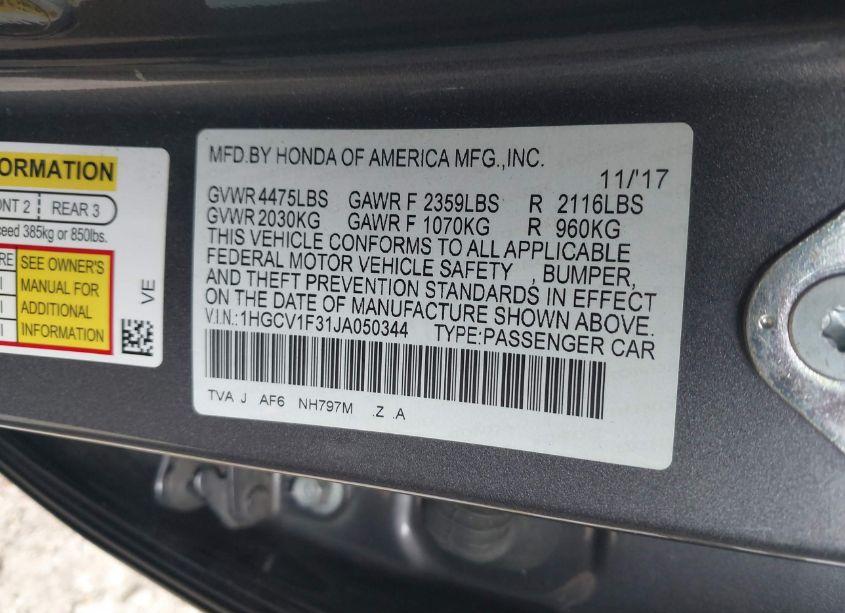 ORMATION
ONT 2 REAR 3
ceed 385kg or 850lbs.
RE SEE OWNER'S
MANUAL FOR
ADDITIONAL
INFORMATION
VE
MFD.BY HONDA OF AMERICA MFG.,INC.
11/'17
GVWR 4475LBS GAWR F 2359LBS R 2116LBS
GVWR 2030KG GAWR F 1070KG R 960KG
THIS VEHICLE CONFORMS TO ALL APPLICABLE
FEDERAL MOTOR VEHICLE SAFETY , BUMPER,
AND THEFT PREVENTION STANDARDS IN EFFECT
ON THE DATE OF MANUFACTURE SHOWN ABOVE.
V.I.N.:1HGCV1F31JA050344 TYPE:PASSENGER CAR
TVA J AF6 NH797M .Z .A